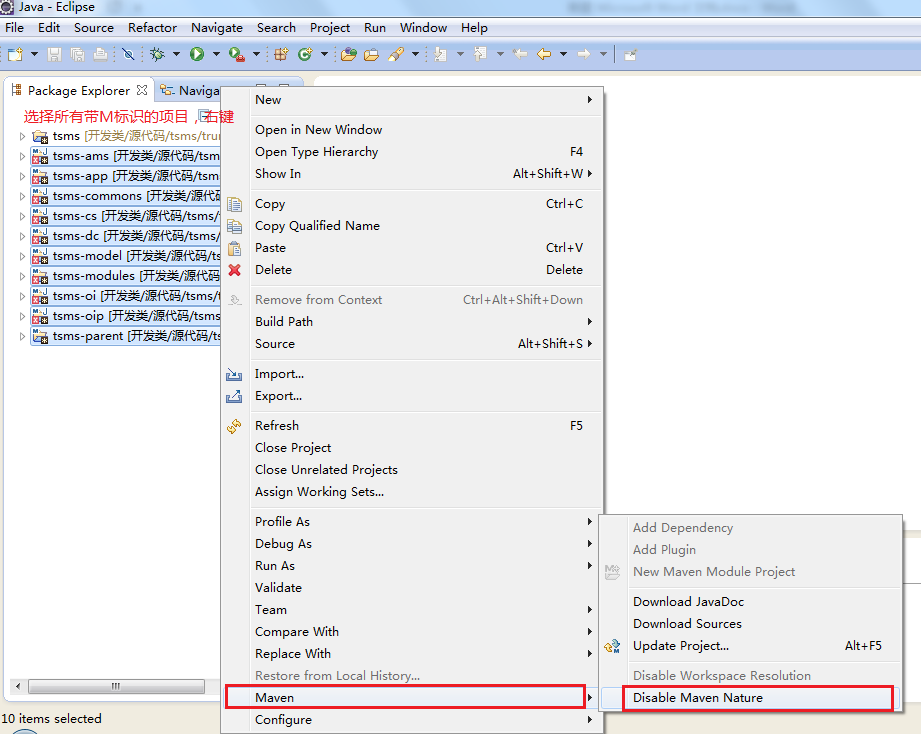 Java - Eclipse
File Edit Source Refactor Navigate Search Project Run Window Help
Package Explorer Naviga
选择所有带M标识的项目，右键
tsms [开发类/源代码/tsms/trun
tsms-ams [开发类/源代码/tsm
tsms-app [开发类/源代码/tsm
tsms-commons [开发类/源代码
tsms-cs [开发类/源代码/tsms/
tsms-dc [开发类/源代码/tsms/
tsms-model [开发类/源代码/ts
tsms-modules [开发类/源代码
tsms-oi [开发类/源代码/tsms/t
tsms-oip [开发类/源代码/tsms
tsms-parent [开发类/源代码/ts
10 items selected
New
Open in New Window
Open Type Hierarchy F4
Show In Alt+Shift+W
Copy Ctrl+C
Copy Qualified Name
Paste Ctrl+V
Delete Delete
Remove from Context Ctrl+Alt+Shift+Down
Build Path
Source Alt+Shift+S
Import...
Export...
Refresh F5
Close Project
Close Unrelated Projects
Assign Working Sets...
Profile As
Debug As
Run As
Validate
Team
Compare With
Replace With
Restore from Local History...
Maven
Configure
Add Dependency
Add Plugin
New Maven Module Project
Download JavaDoc
Download Sources
Update Project... Alt+F5
Disable Workspace Resolution
Disable Maven Nature